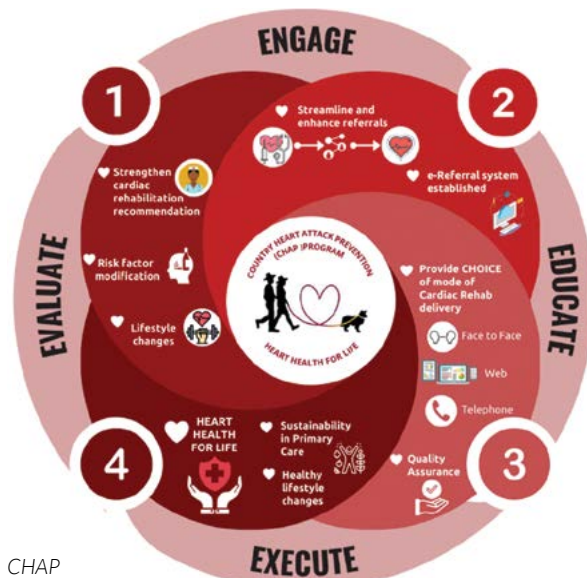 ENGAGE
1
2
Streamline and
enhance referrals
Strengthen
cardiac
rehabilitation
recommendation
e-Referral system
established
Risk factor
modification
Lifestyle
changes
COUNTRY HEART ATTACK PREVENTION
(CHAP )PROGRAM
HEART HEALTH FOR LIFE
EVALUATE
EDUCATE
Provide CHOICE
of mode of
Cardiac Rehab
delivery
Face to Face
Web
Telephone
Quality
Assurance
3
4
HEART
HEALTH
FOR LIFE
Sustainability
in Primary
Care
Healthy
lifestyle
changes
EXECUTE
CHAP